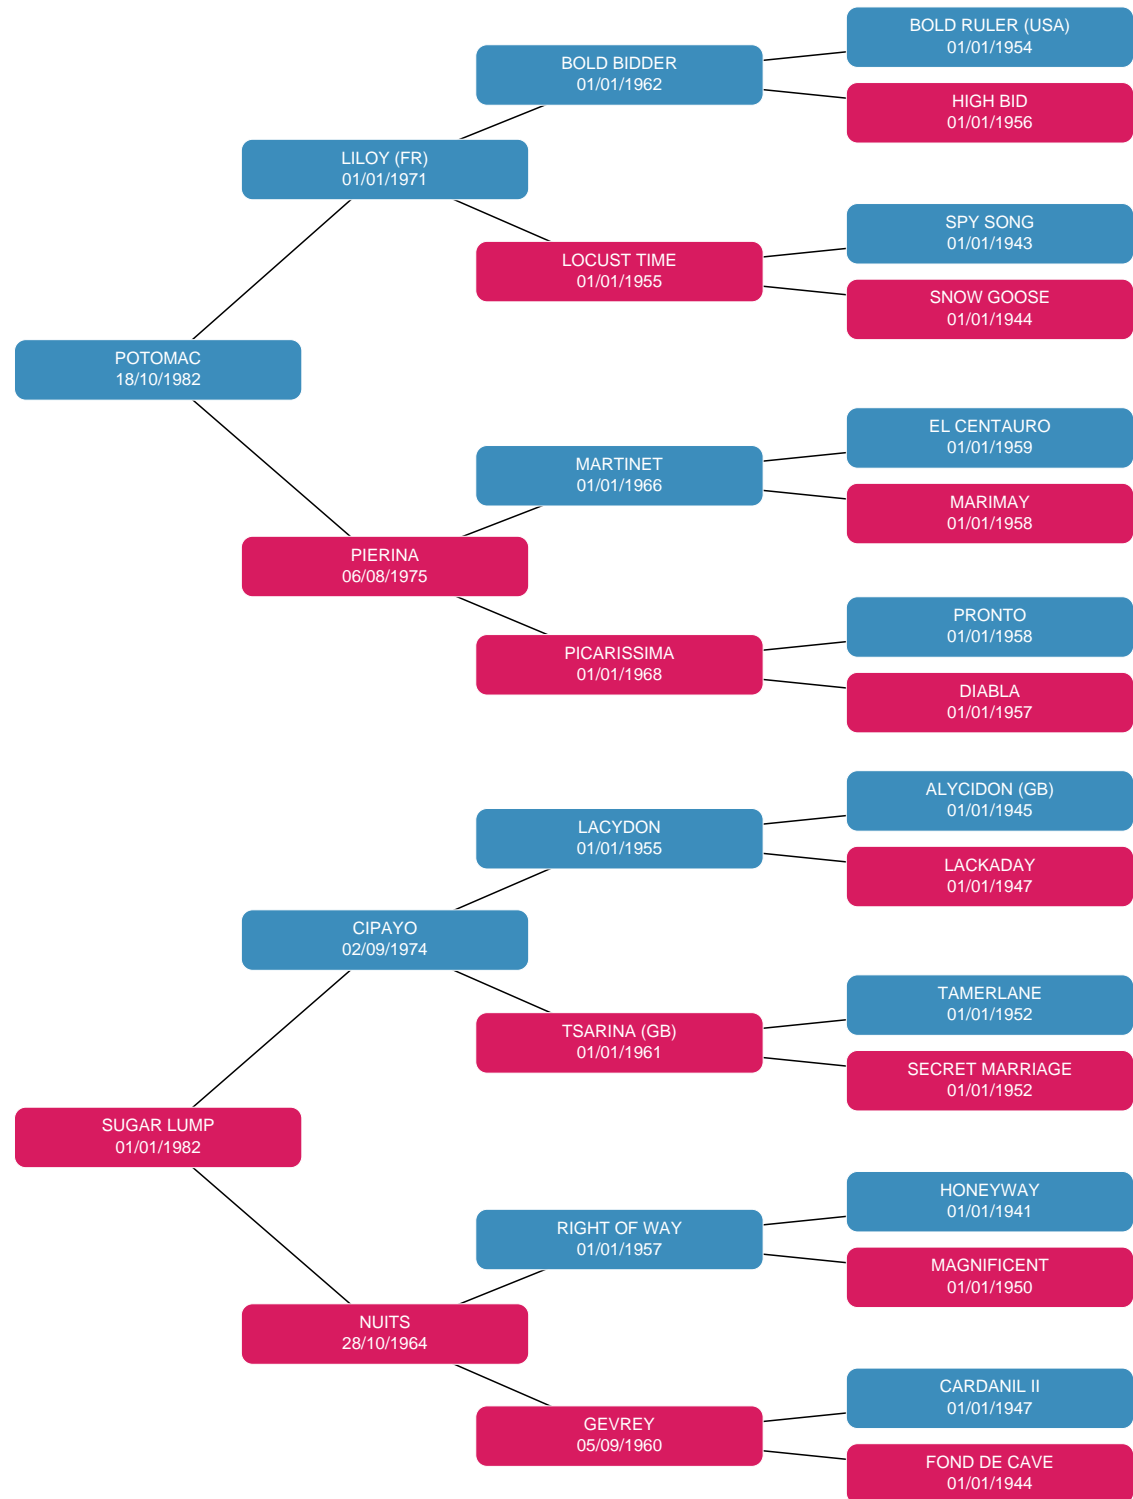 BOLD RULER (USA)
01/01/1954
BOLD BIDDER
01/01/1962
HIGH BID
01/01/1956
LILOY (FR)
01/01/1971
SPY SONG
01/01/1943
LOCUST TIME
01/01/1955
SNOW GOOSE
01/01/1944
POTOMAC
18/10/1982
EL CENTAURO
01/01/1959
MARTINET
01/01/1966
MARIMAY
01/01/1958
PIERINA
06/08/1975
PRONTO
01/01/1958
PICARISSIMA
01/01/1968
DIABLA
01/01/1957
ALYCIDON (GB)
01/01/1945
LACYDON
01/01/1955
LACKADAY
01/01/1947
CIPAYO
02/09/1974
TAMERLANE
01/01/1952
TSARINA (GB)
01/01/1961
SECRET MARRIAGE
01/01/1952
SUGAR LUMP
01/01/1982
HONEYWAY
01/01/1941
RIGHT OF WAY
01/01/1957
MAGNIFICENT
01/01/1950
NUITS
28/10/1964
CARDANIL II
01/01/1947
GEVREY
05/09/1960
FOND DE CAVE
01/01/1944